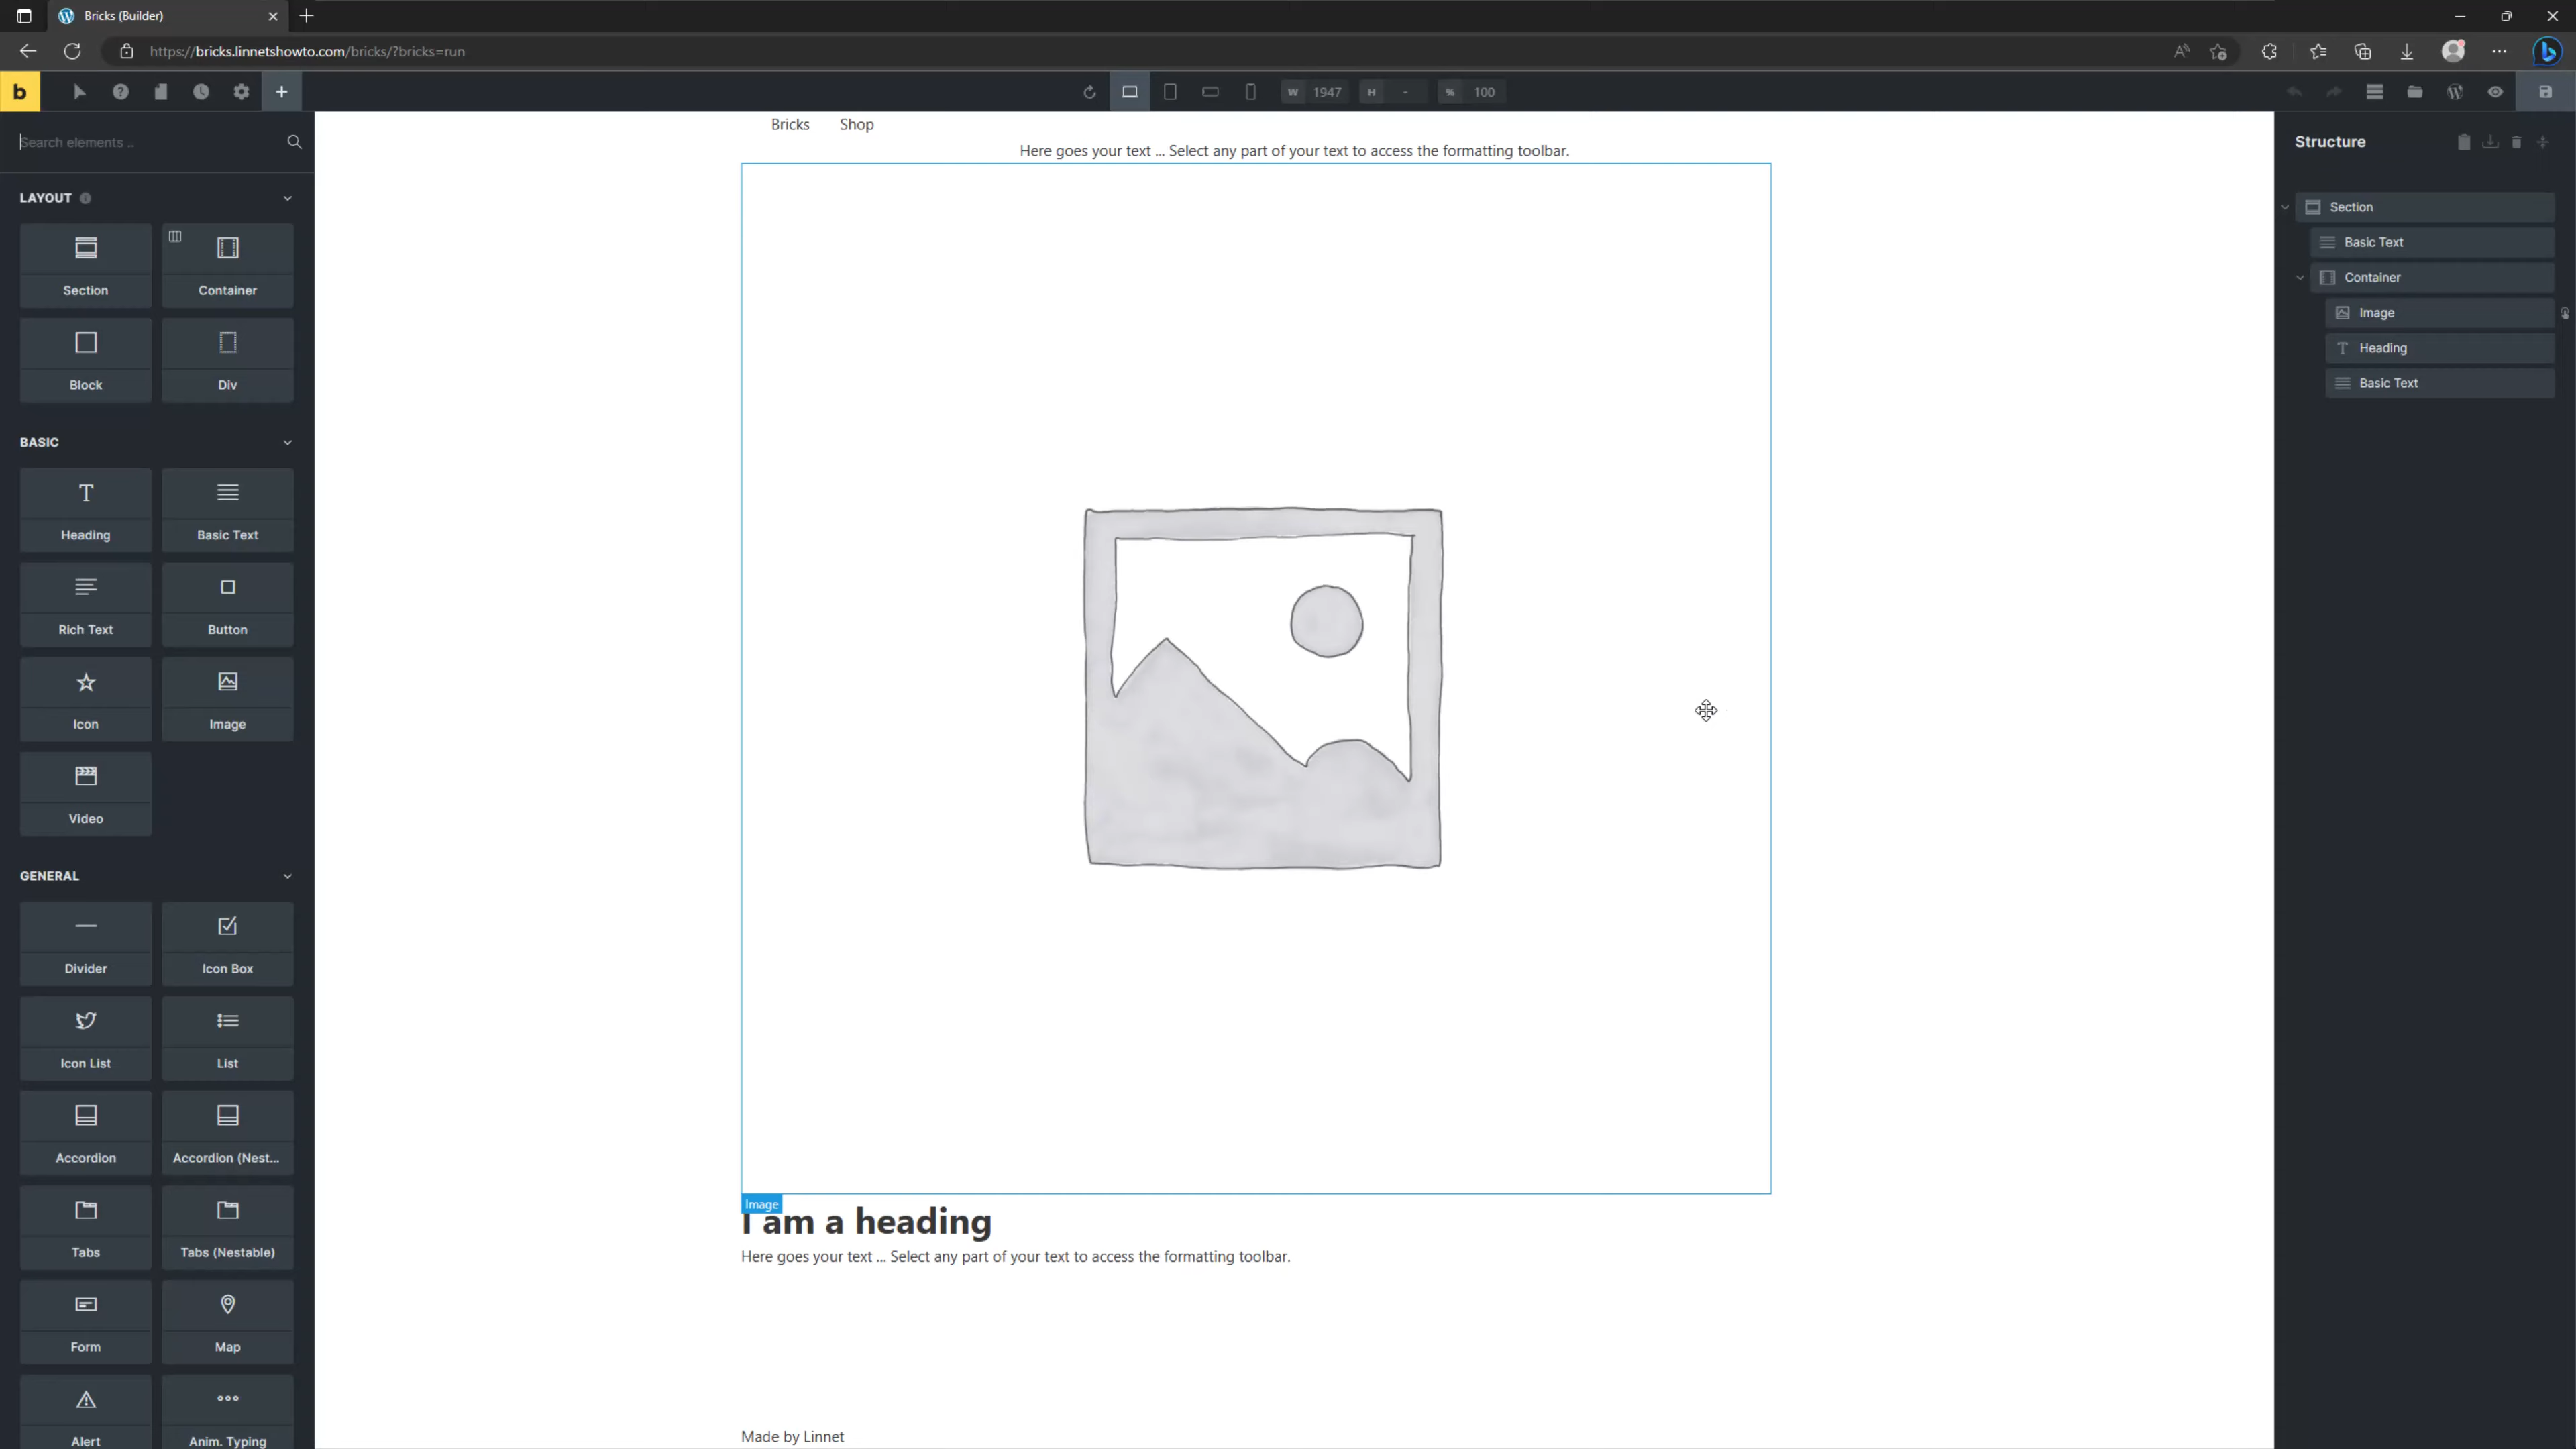 Bricks (Builder)
https://bricks.linnetshowto.com/bricks/?bricks=run
b
W 1947 H - % 100
Search elements ..
LAYOUT
Section
Container
Block
Div
BASIC
Heading
Basic Text
Rich Text
Button
Icon
Image
Video
GENERAL
Divider
Icon Box
Icon List
List
Accordion
Accordion (Nest...
Tabs
Tabs (Nestable)
Form
Map
Alert
Anim. Typing
Bricks Shop
Here goes your text ... Select any part of your text to access the formatting toolbar.
Image
I am a heading
Here goes your text ... Select any part of your text to access the formatting toolbar.
Made by Linnet
Structure
Section
Basic Text
Container
Image
Heading
Basic Text